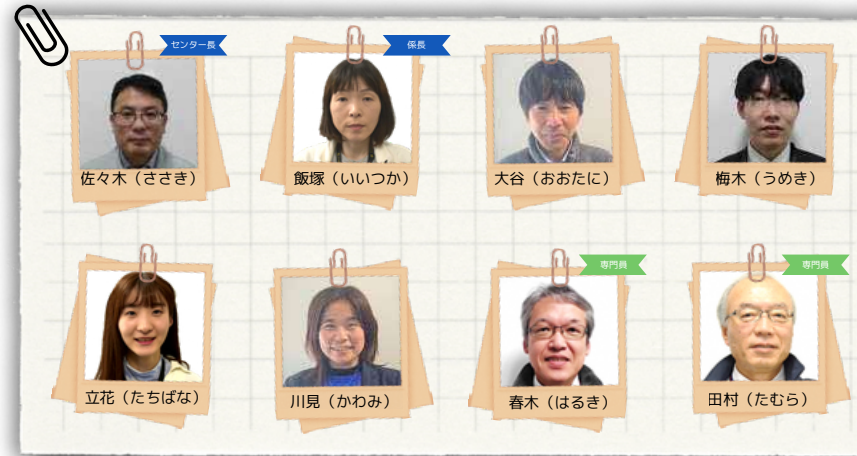 センター長
係長
佐々木（ささき）
飯塚（いいつか）
大谷（おおたに）
梅木（うめき）
専門員
専門員
立花（たちばな）
川見（かわみ）
春木（はるき）
田村（たむら）